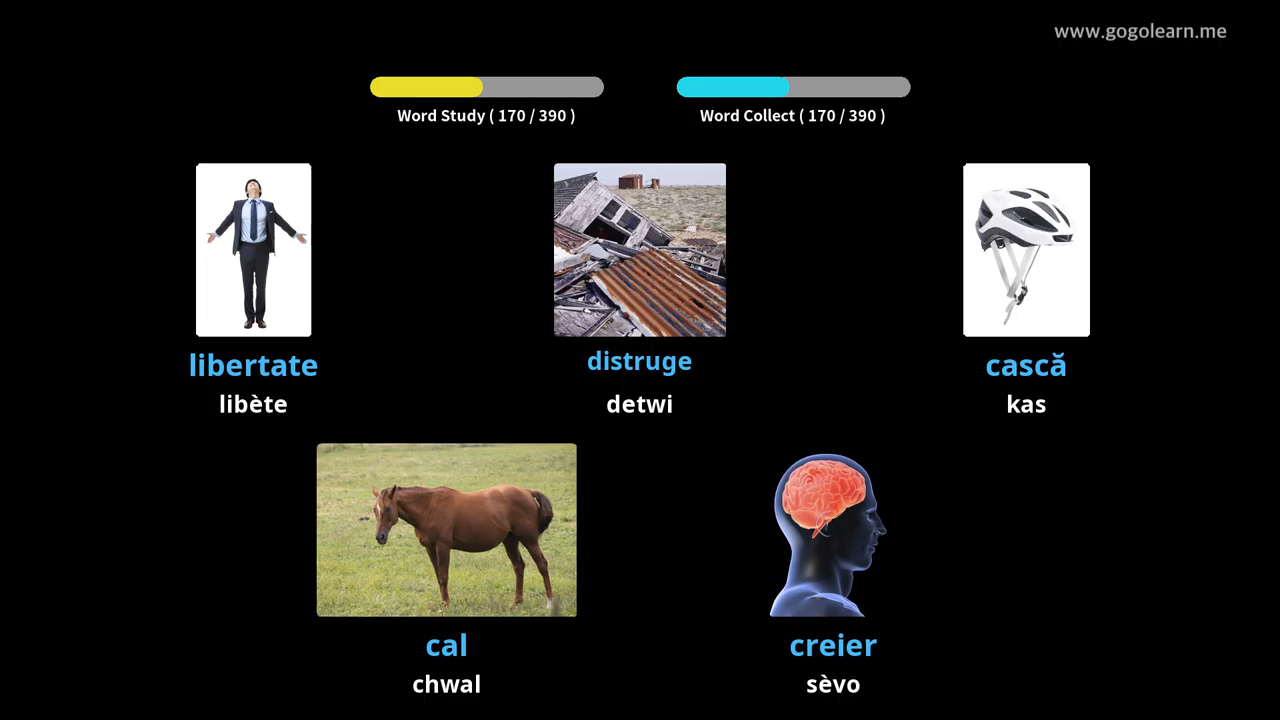 www.gogolearn.me
Word Study ( 170 / 390 )
Word Collect ( 170 / 390 )
libertate
libète
distruge
detwi
cască
kas
cal
chwal
creier
sèvo